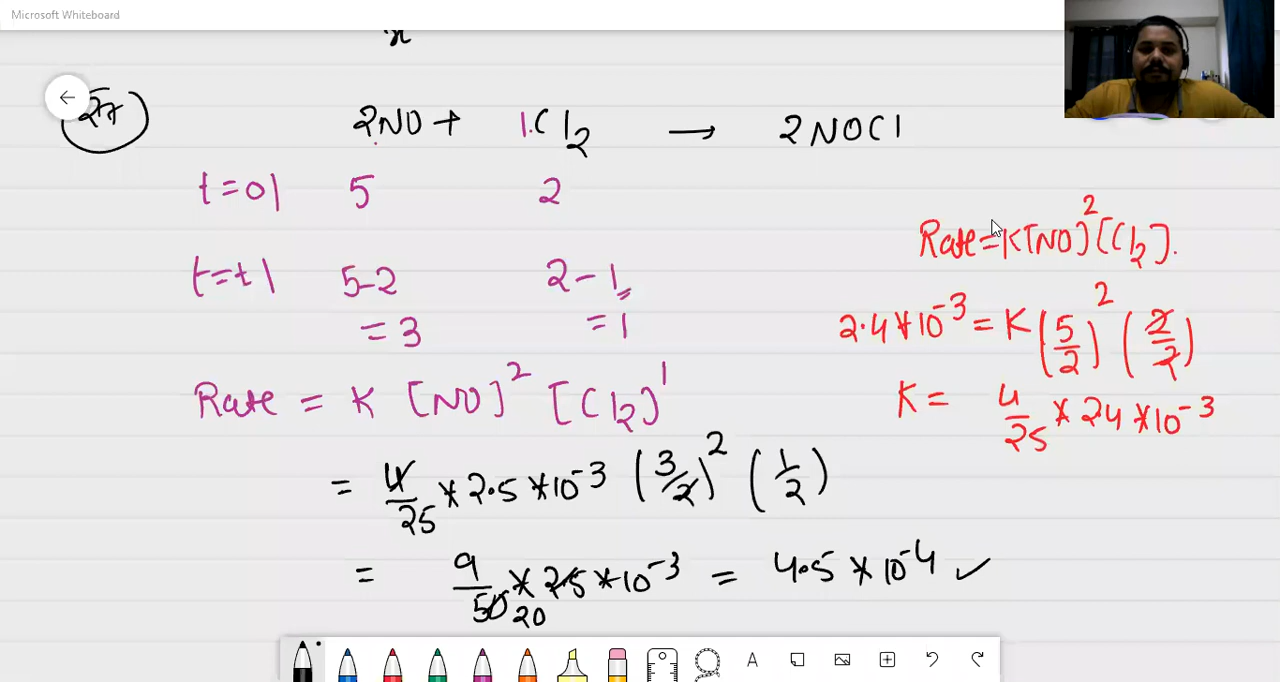 Microsoft Whiteboard
27
2NO + 1.Cl2 → 2NOCl
t=0| 5 2
t=t| 5-2 2-1
=3 =1
Rate = K [NO]² [Cl2]¹
= 4/25 * 2.5 * 10⁻³ (3/2)² (1/2)
= 9/50 20 * 2.5 * 10⁻³ = 4.5 * 10⁻⁴ ✓
Rate = K[NO]² [Cl2].
2.4 * 10⁻³ = K (5/2)² (2/2)
K = 4/25 * 24 * 10⁻³
A